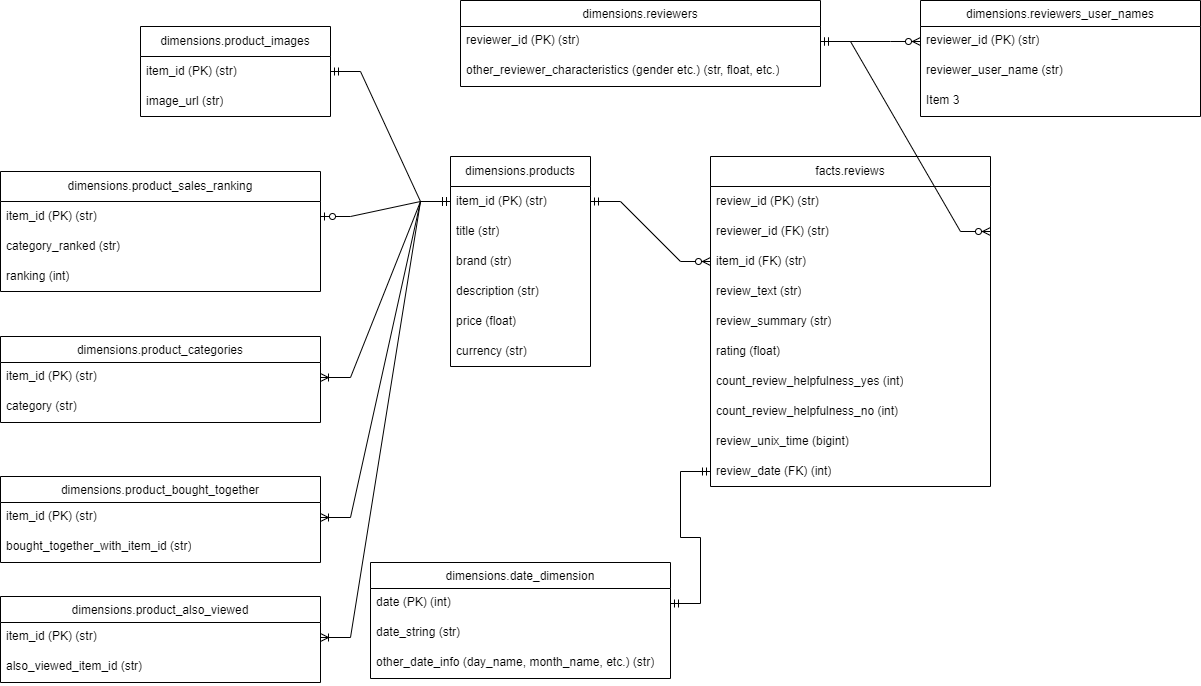 dimensions.reviewers
reviewer_id (PK) (str)
other_reviewer_characteristics (gender etc.) (str, float, etc.)
dimensions.reviewers_user_names
reviewer_id (PK) (str)
reviewer_user_name (str)
Item 3
dimensions.product_images
item_id (PK) (str)
image_url (str)
dimensions.product_sales_ranking
item_id (PK) (str)
category_ranked (str)
ranking (int)
dimensions.products
item_id (PK) (str)
title (str)
brand (str)
description (str)
price (float)
currency (str)
facts.reviews
review_id (PK) (str)
reviewer_id (FK) (str)
item_id (FK) (str)
review_text (str)
review_summary (str)
rating (float)
count_review_helpfulness_yes (int)
count_review_helpfulness_no (int)
review_unix_time (bigint)
review_date (FK) (int)
dimensions.product_categories
item_id (PK) (str)
category (str)
dimensions.product_bought_together
item_id (PK) (str)
bought_together_with_item_id (str)
dimensions.date_dimension
date (PK) (int)
date_string (str)
other_date_info (day_name, month_name, etc.) (str)
dimensions.product_also_viewed
item_id (PK) (str)
also_viewed_item_id (str)